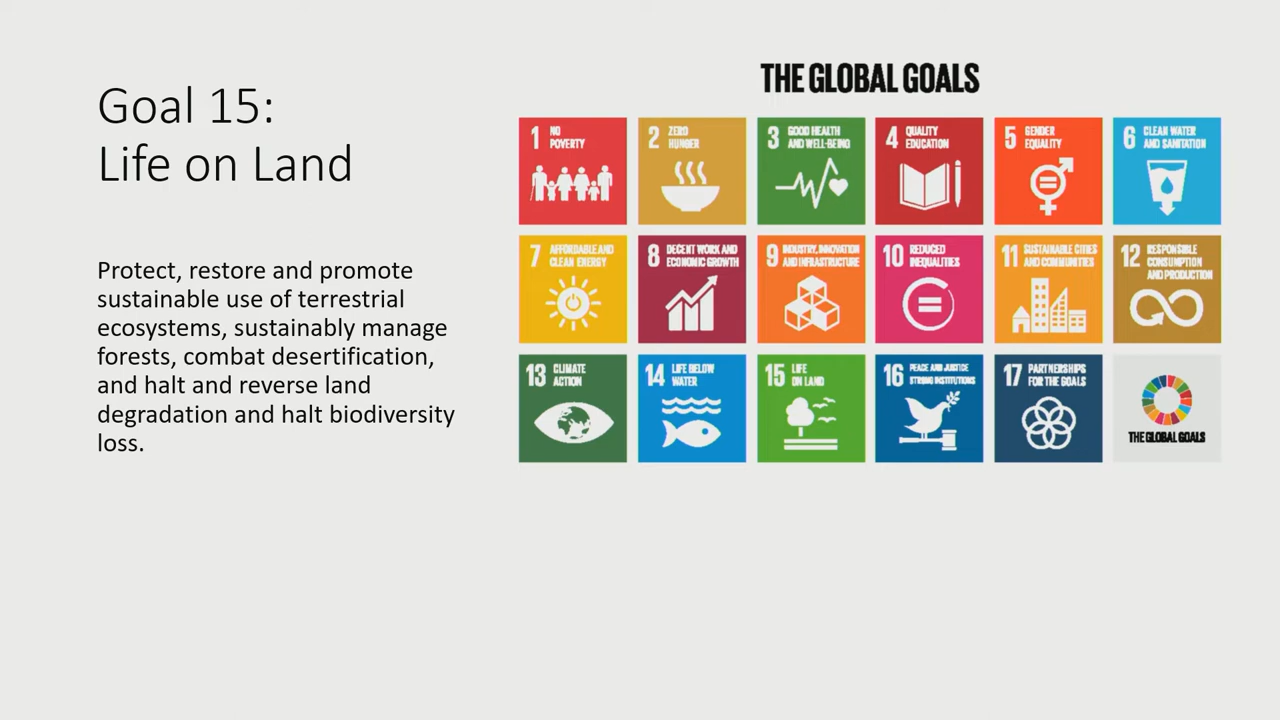 Goal 15:
Life on Land
Protect, restore and promote
sustainable use of terrestrial
ecosystems, sustainably manage
forests, combat desertification,
and halt and reverse land
degradation and halt biodiversity
loss.
THE GLOBAL GOALS
1 NO
POVERTY
2 ZERO
HUNGER
3 GOOD HEALTH
AND WELL-BEING
4 QUALITY
EDUCATION
5 GENDER
EQUALITY
6 CLEAN WATER
AND SANITATION
7 AFFORDABLE AND
CLEAN ENERGY
8 DECENT WORK AND
ECONOMIC GROWTH
9 INDUSTRY, INNOVATION
AND INFRASTRUCTURE
10 REDUCED
INEQUALITIES
11 SUSTAINABLE CITIES
AND COMMUNITIES
12 RESPONSIBLE
CONSUMPTION
AND PRODUCTION
13 CLIMATE
ACTION
14 LIFE BELOW
WATER
15 LIFE
ON LAND
16 PEACE AND JUSTICE
STRONG INSTITUTIONS
17 PARTNERSHIPS
FOR THE GOALS
THE GLOBAL GOALS